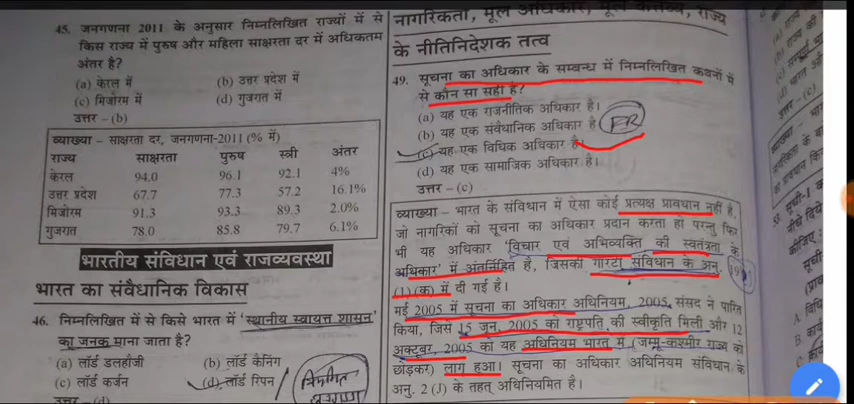 45. जनगणना 2011 के अनुसार निम्नलिखित राज्यों में से
किस राज्य में पुरुष और महिला साक्षरता दर में अधिकतम
अंतर है?
(a) केरल में (b) उत्तर प्रदेश में
(c) मिजोरम में (d) गुजरात में
उत्तर – (b)
व्याख्या – साक्षरता दर, जनगणना-2011 (% में)
राज्य साक्षरता पुरुष स्त्री अंतर
केरल 94.0 96.1 92.1 4%
उत्तर प्रदेश 67.7 77.3 57.2 16.1%
मिजोरम 91.3 93.3 89.3 2.0%
गुजरात 78.0 85.8 79.7 6.1%
भारतीय संविधान एवं राजव्यवस्था
भारत का संवैधानिक विकास
46. निम्नलिखित में से किसे भारत में 'स्थानीय स्वायत्त शासन'
का जनक माना जाता है?
(a) लॉर्ड डलहौजी (b) लॉर्ड कैनिंग
(c) लॉर्ड कर्जन (d) लॉर्ड रिपन
उत्तर – (d)
नागरिकता, मूल अधिकार, मूल कर्तव्य, राज्य
के नीतिनिदेशक तत्व
49. सूचना का अधिकार के सम्बन्ध में निम्नलिखित कथनों में
से कौन सा सही है?
(a) यह एक राजनीतिक अधिकार है।
(b) यह एक संवैधानिक अधिकार है FR
(c) यह एक विधिक अधिकार है
(d) यह एक सामाजिक अधिकार है।
उत्तर – (c)
व्याख्या – भारत के संविधान में ऐसा कोई प्रत्यक्ष प्रावधान नहीं है,
जो नागरिकों को सूचना का अधिकार प्रदान करता हो परन्तु फिर
भी यह अधिकार 'विचार एवं अभिव्यक्ति की स्वतंत्रता के
अधिकार' में अंतर्निहित है, जिसकी गारंटी संविधान के अनु. 19
(1) (क) में दी गई है।
मई 2005 में सूचना का अधिकार अधिनियम, 2005, संसद ने पारित
किया, जिसे 15 जून, 2005 को राष्ट्रपति की स्वीकृति मिली और 12
अक्टूबर, 2005 को यह अधिनियम भारत में (जम्मू-कश्मीर राज्य को
छोड़कर) लागू हुआ। सूचना का अधिकार अधिनियम संविधान के
अनु. 2 (J) के तहत् अधिनियमित है।